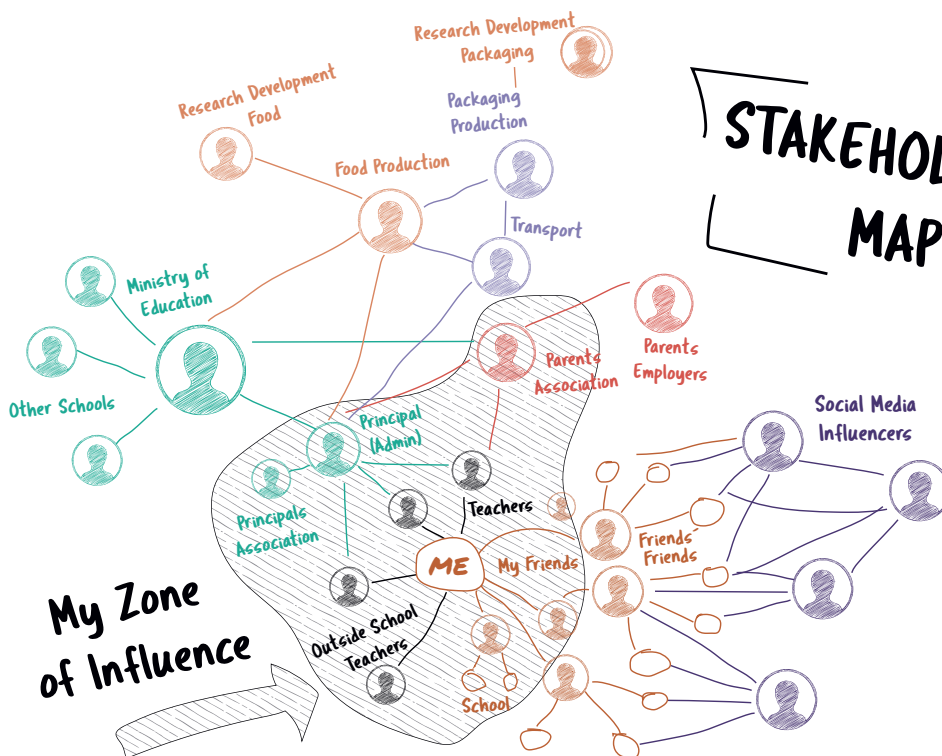 Research Development
Packaging
Research Development
Food
Packaging
Production
STAKEHOL
MAP
Food Production
Transport
Ministry of
Education
Parents
Association
Parents
Employers
Other Schools
Principal
(Admin)
Social Media
Influencers
Teachers
Principals
Association
Friends'
Friends
ME
My Friends
My Zone
of Influence
Outside School
Teachers
School